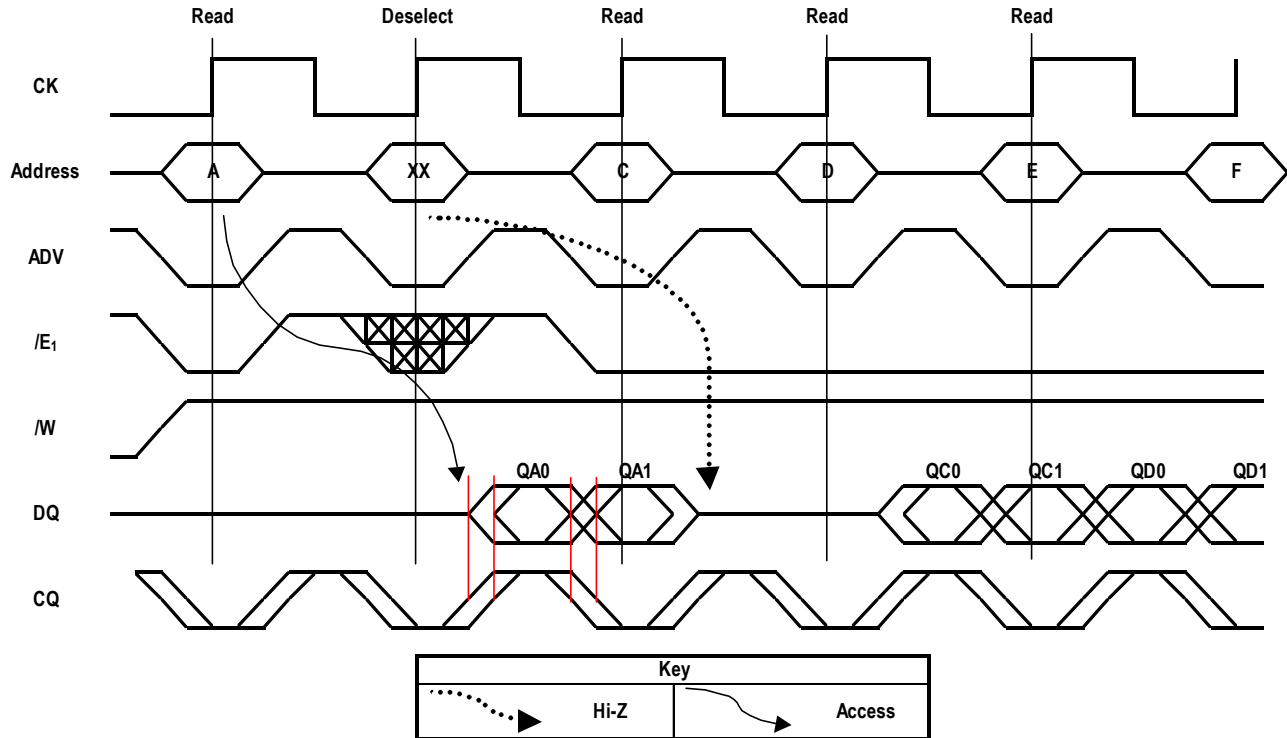 Read Deselect Read Read Read
CK
Address A XX C D E F
ADV
/E1
/W
QA0 QA1 QC0 QC1 QD0 QD1
DQ
CQ
Key
Hi-Z Access